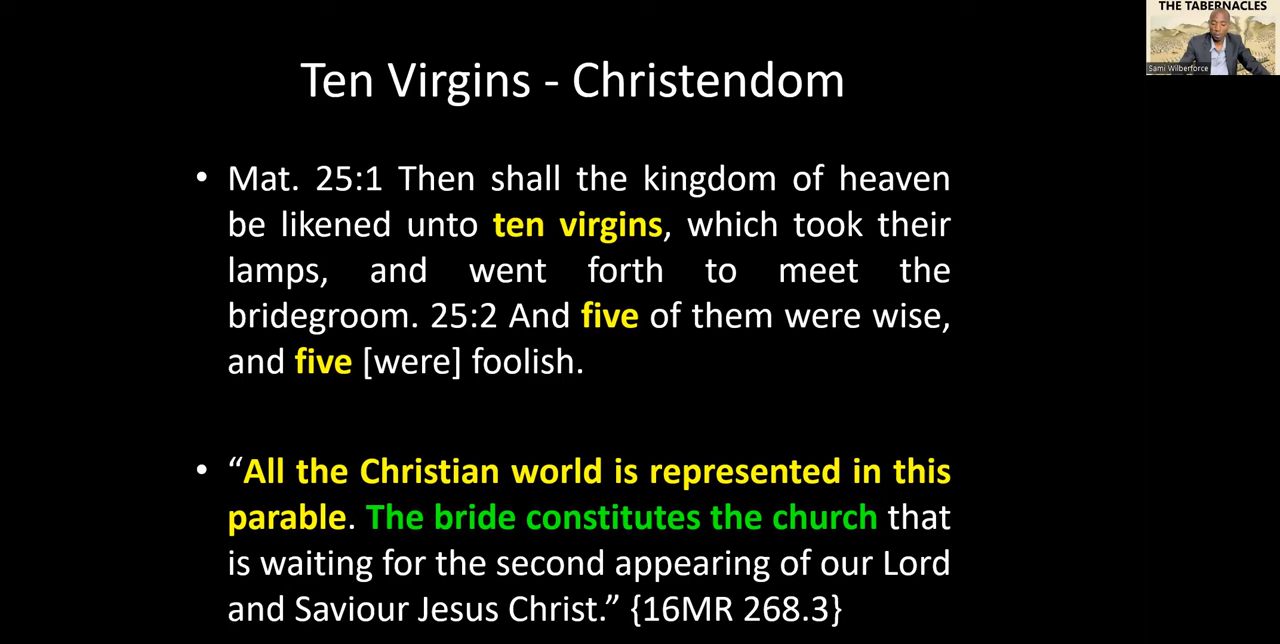 THE TABERNACLES
Sami Wilberforce
Ten Virgins - Christendom
• Mat. 25:1 Then shall the kingdom of heaven
be likened unto ten virgins, which took their
lamps, and went forth to meet the
bridegroom. 25:2 And five of them were wise,
and five [were] foolish.
• “All the Christian world is represented in this
parable. The bride constitutes the church that
is waiting for the second appearing of our Lord
and Saviour Jesus Christ.” {16MR 268.3}